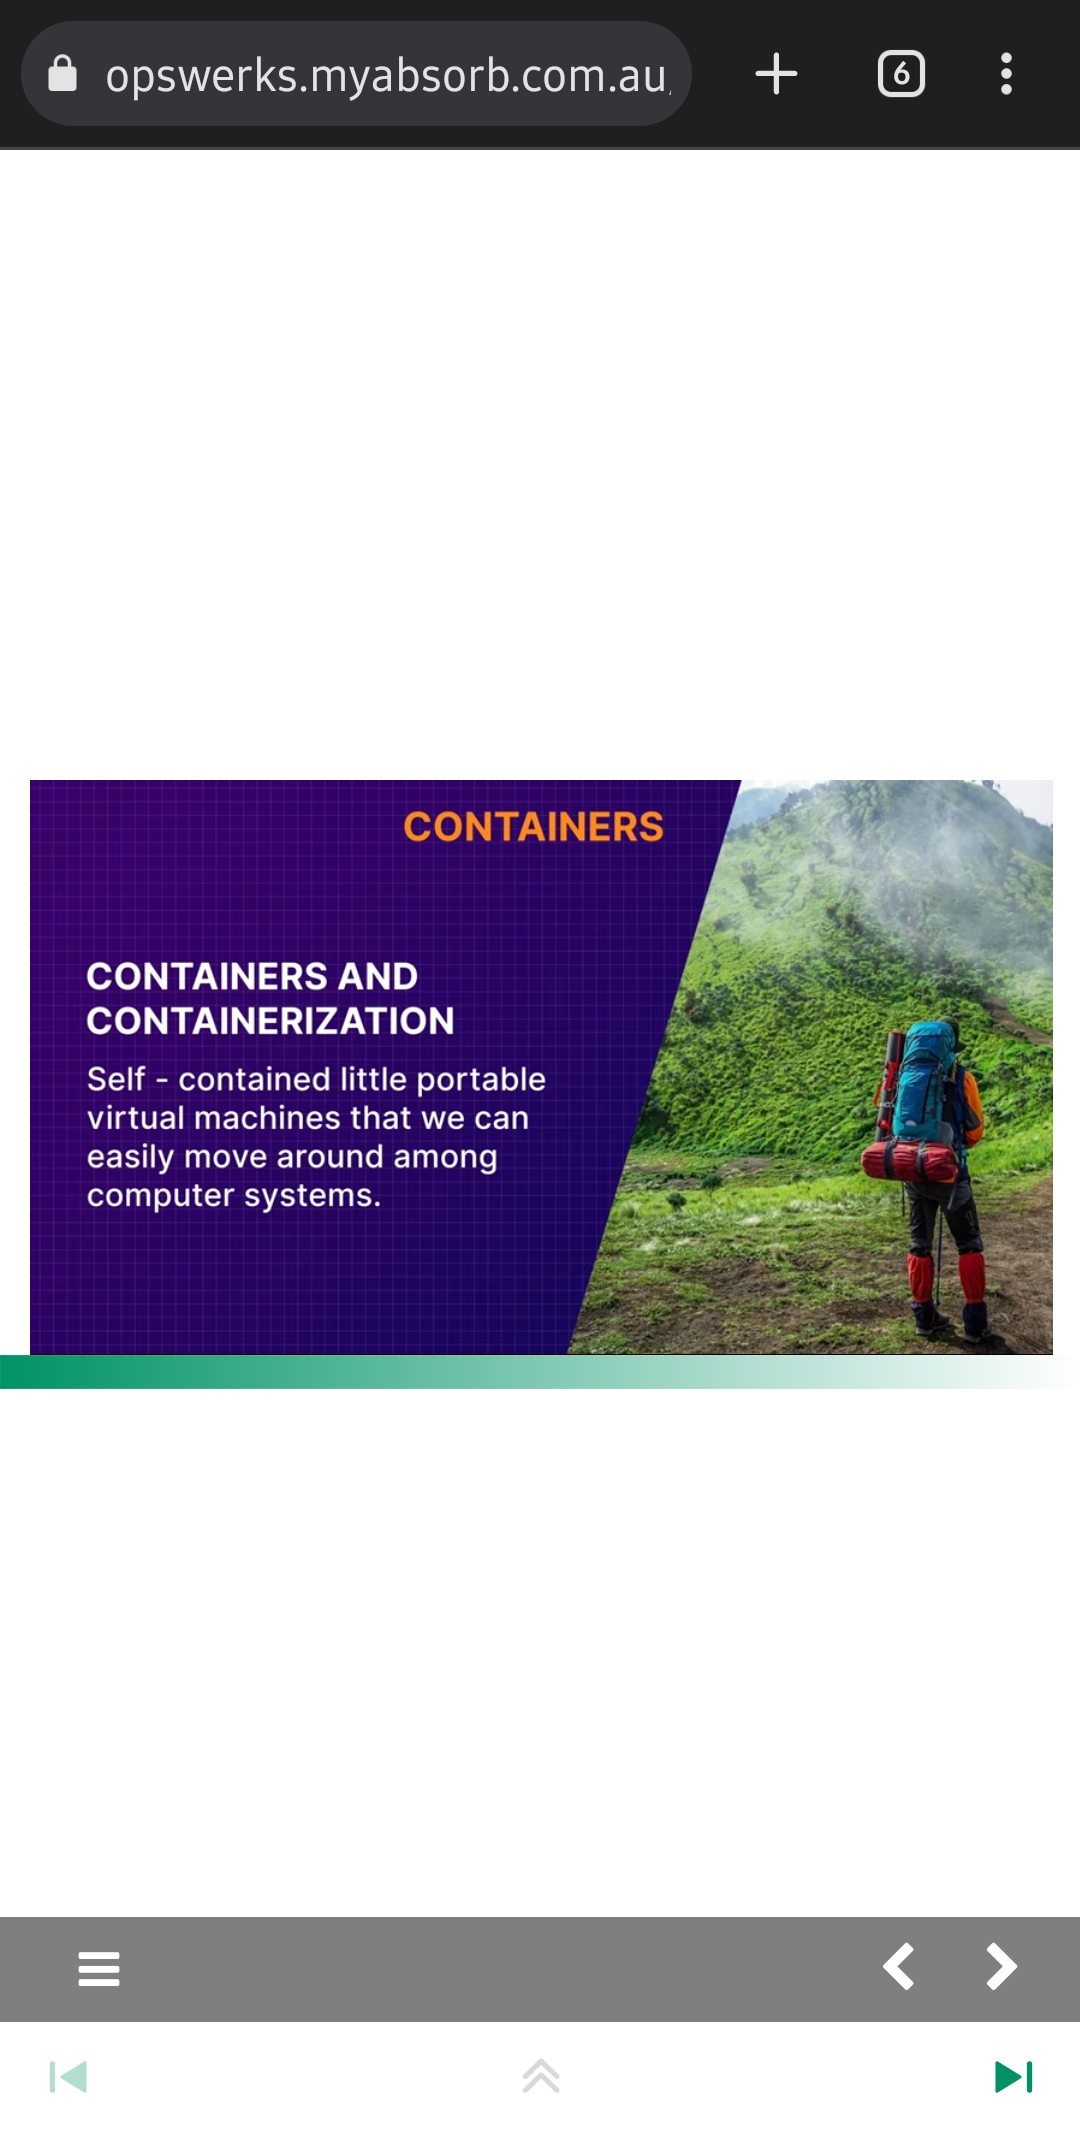 opswerks.myabsorb.com.au
6
CONTAINERS
CONTAINERS AND
CONTAINERIZATION
Self - contained little portable
virtual machines that we can
easily move around among
computer systems.